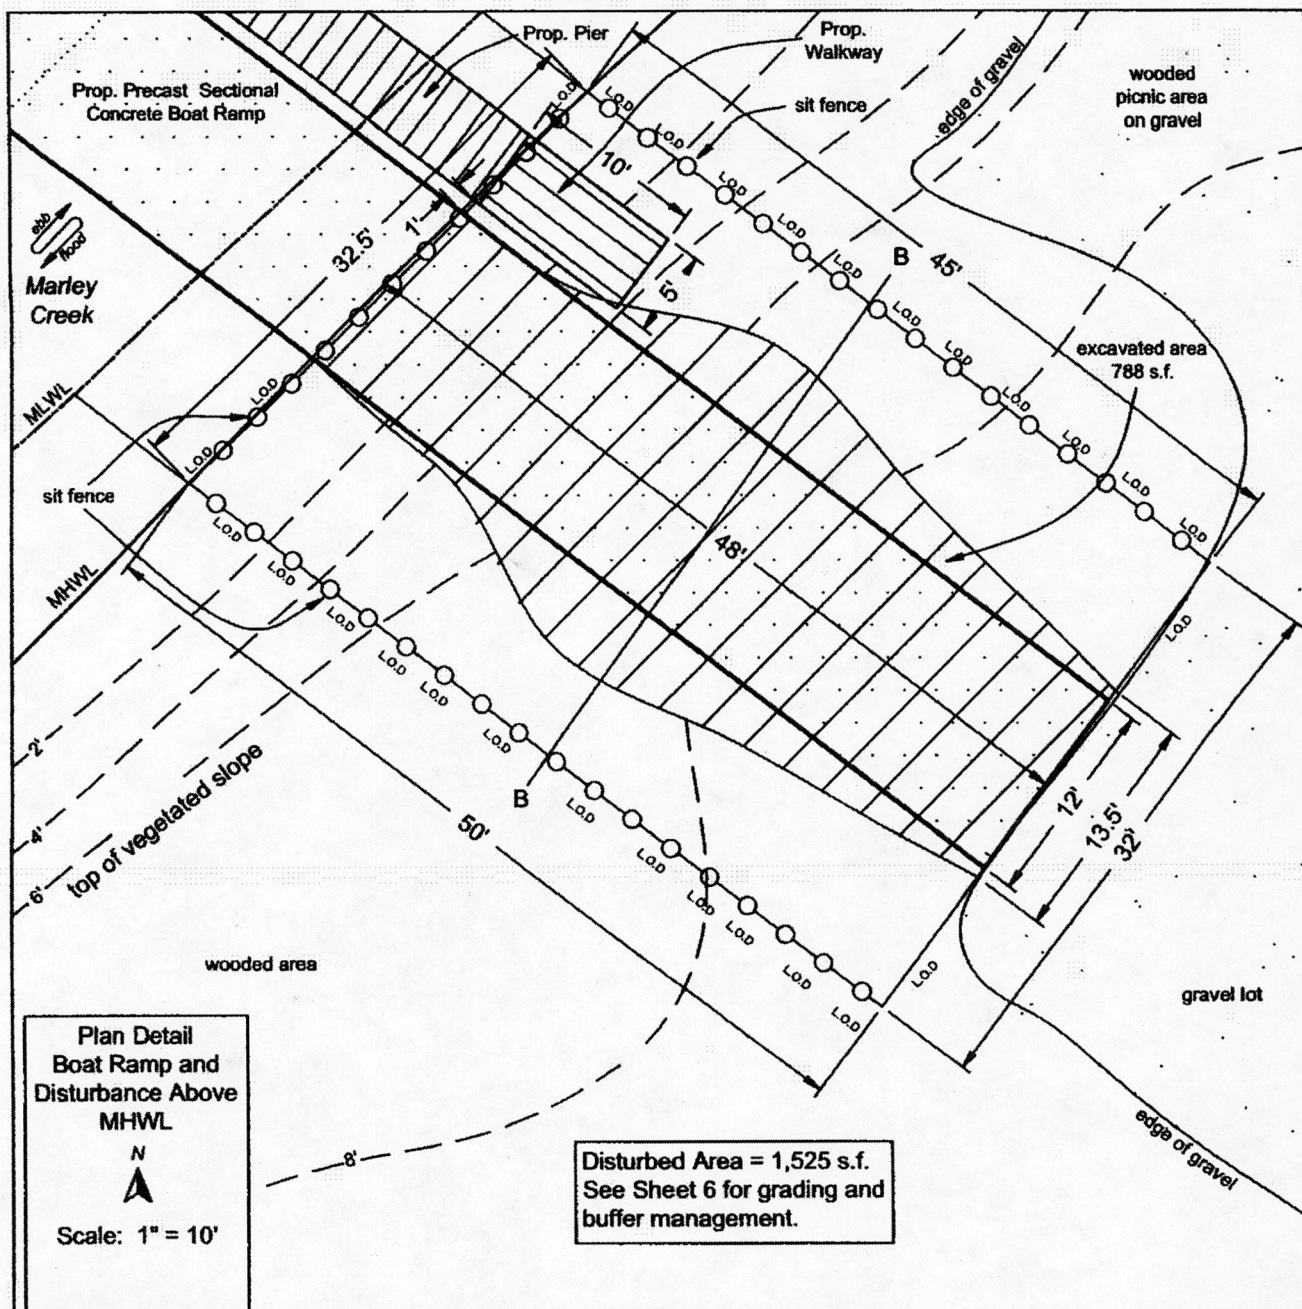 Prop. Pier
Prop.
Walkway
edge of gravel
wooded
picnic area
on gravel
Prop. Precast Sectional
Concrete Boat Ramp
sit fence
L.O.D
L.O.D
L.O.D
L.O.D
L.O.D
L.O.D
L.O.D
L.O.D
L.O.D
L.O.D
L.O.D
L.O.D
L.O.D
L.O.D
10'
1'
32.5'
5'
B
45'
ebb
flood
Marley
Creek
excavated area
788 s.f.
MLWL
L.O.D
L.O.D
sit fence
MHWL
48'
L.O.D
L.O.D
L.O.D
L.O.D
L.O.D
L.O.D
L.O.D
L.O.D
L.O.D
L.O.D
L.O.D
L.O.D
L.O.D
L.O.D
2'
4'
6'
top of vegetated slope
B
50'
12'
13.5'
32'
wooded area
gravel lot
edge of gravel
8'
Plan Detail
Boat Ramp and
Disturbance Above
MHWL
N
Scale: 1" = 10'
Disturbed Area = 1,525 s.f.
See Sheet 6 for grading and
buffer management.